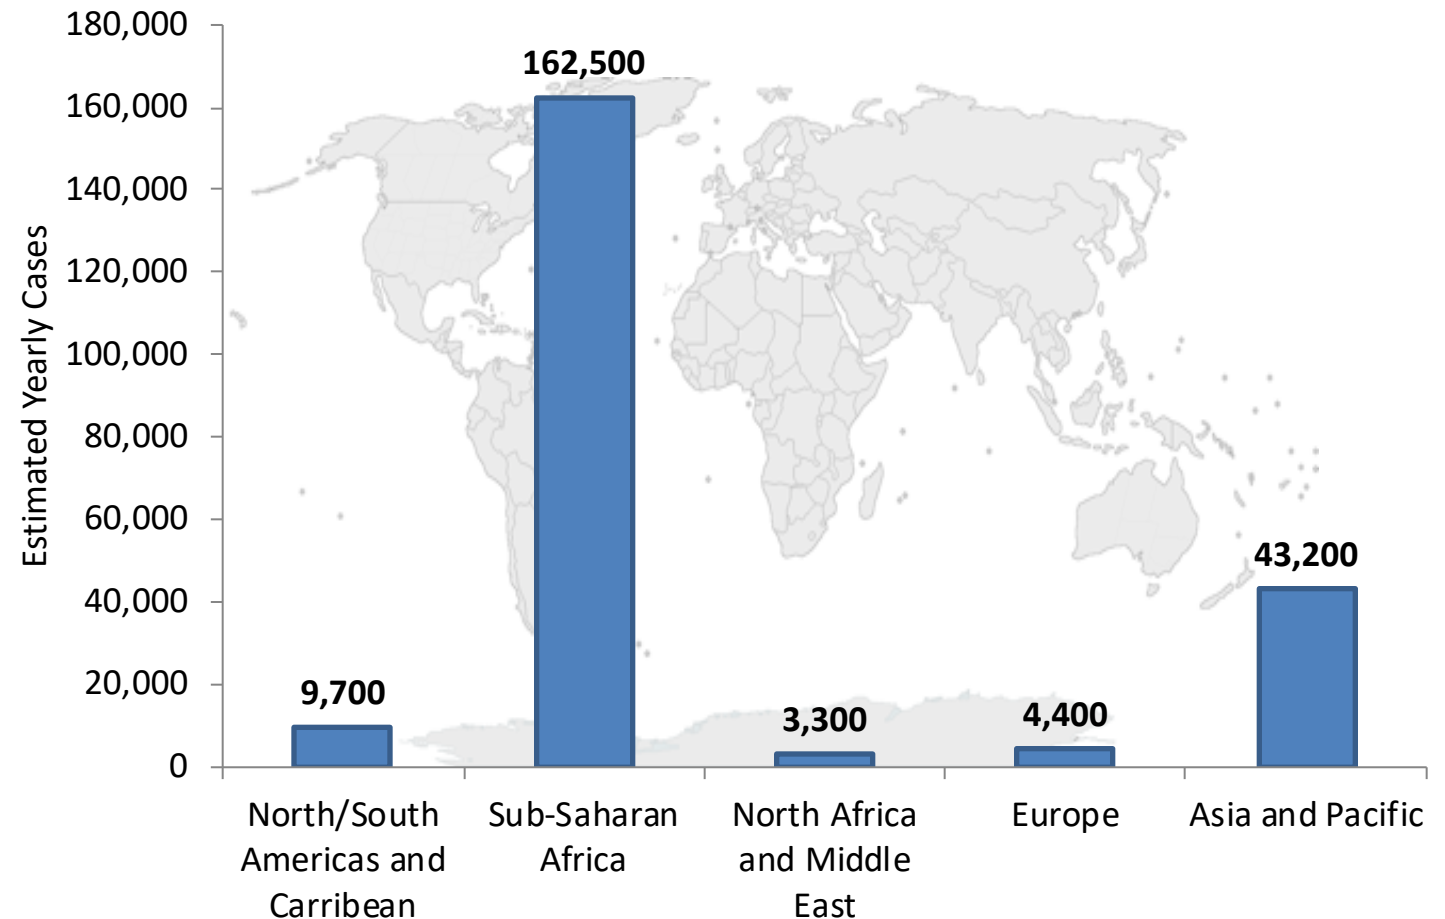 180,000
160,000
140,000
120,000
100,000
80,000
60,000
40,000
20,000
0
Estimated Yearly Cases
9,700
162,500
3,300
4,400
43,200
North/South
Americas and
Carribean
Sub-Saharan
Africa
North Africa
and Middle
East
Europe
Asia and Pacific